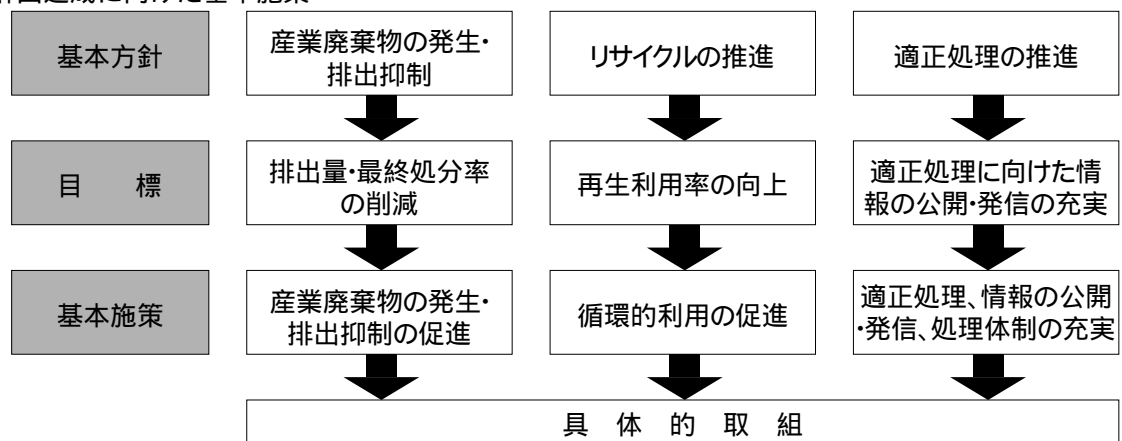 基本方針
産業廃棄物の発生・
排出抑制
リサイクルの推進
適正処理の推進
目　標
排出量・最終処分率
の削減
再生利用率の向上
適正処理に向けた情
報の公開・発信の充実
基本施策
産業廃棄物の発生・
排出抑制の促進
循環的利用の促進
適正処理、情報の公開
・発信、処理体制の充実
具　体　的　取　組